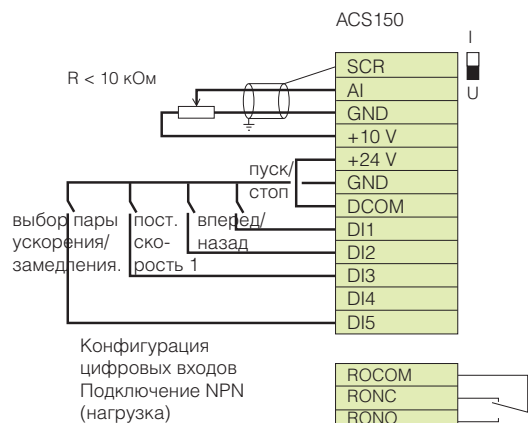 ACS150
I
U
R < 10 кОм
SCR
AI
GND
+10 V
+24 V
GND
DCOM
DI1
DI2
DI3
DI4
DI5
пуск/
стоп
вперед/
назад
пост.
ско-
рость 1
выбор пары
ускорения/
замедления.
Конфигурация
цифровых входов
Подключение NPN
(нагрузка)
ROCOM
RONC
RONO